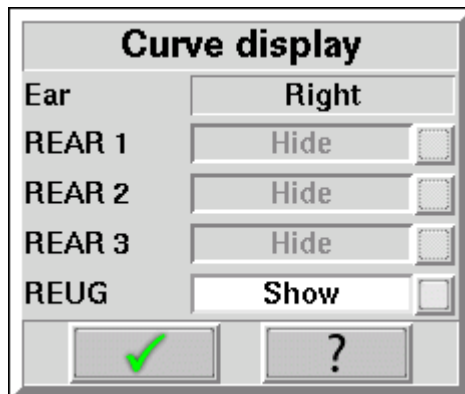 Curve display
Ear Right
REAR 1 Hide
REAR 2 Hide
REAR 3 Hide
REUG Show
?